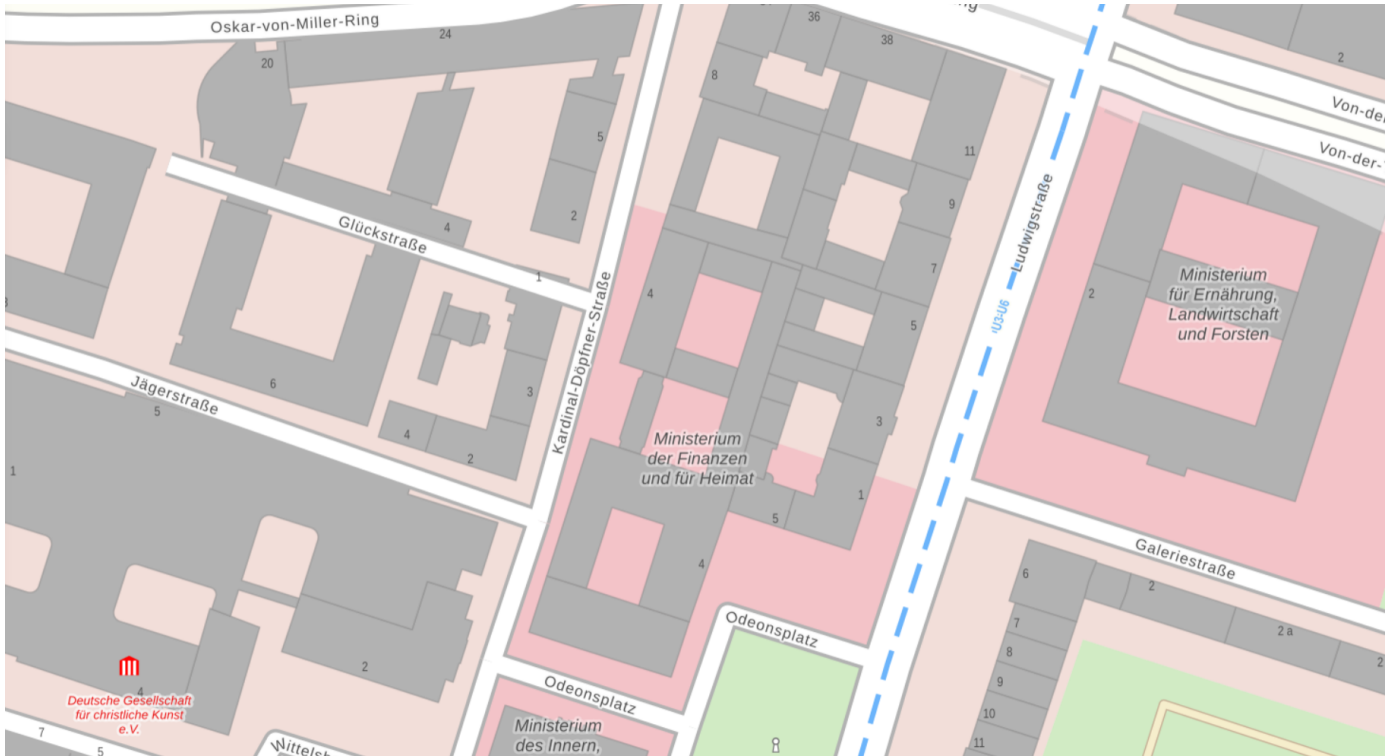 Oskar-von-Miller-Ring
24
20
36
38
8
2
Von-der-
5
11
9
2
4
Glückstraße
1
7
4
5
2
Ludwigstraße
U3-U6
Ministerium
für Ernährung,
Landwirtschaft
und Forsten
Kardinal-Döpfner-Straße
Jägerstraße
6
3
5
4
2
1
3
1
5
4
Ministerium
der Finanzen
und für Heimat
Galeriestraße
6
2
2 a
2
7
8
9
10
11
Odeonsplatz
Odeonsplatz
2
4
Deutsche Gesellschaft
für christliche Kunst
e.V.
7
5
Ministerium
des Innern,